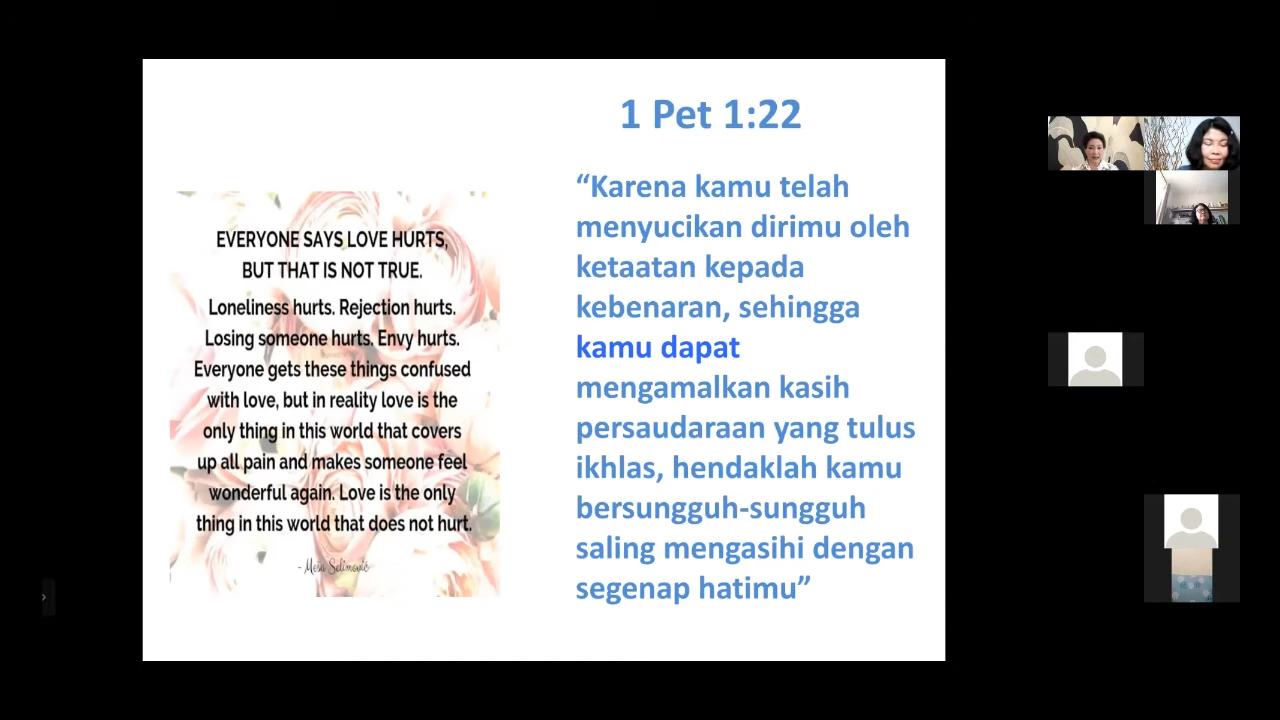 EVERYONE SAYS LOVE HURTS,
BUT THAT IS NOT TRUE.
Loneliness hurts. Rejection hurts.
Losing someone hurts. Envy hurts.
Everyone gets these things confused
with love, but in reality love is the
only thing in this world that covers
up all pain and makes someone feel
wonderful again. Love is the only
thing in this world that does not hurt.
- Meša Selimović
1 Pet 1:22
“Karena kamu telah
menyucikan dirimu oleh
ketaatan kepada
kebenaran, sehingga
kamu dapat
mengamalkan kasih
persaudaraan yang tulus
ikhlas, hendaklah kamu
bersungguh-sungguh
saling mengasihi dengan
segenap hatimu”